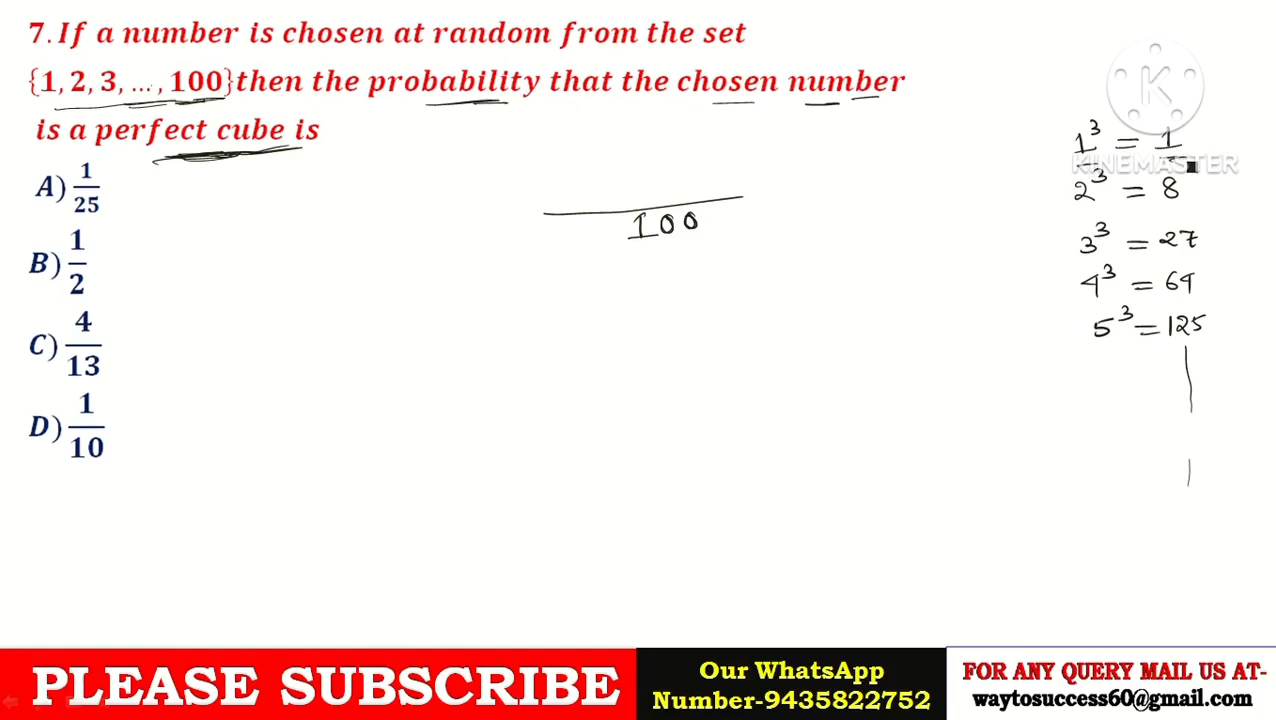 7. If a number is chosen at random from the set
{1, 2, 3, ... , 100} then the probability that the chosen number
is a perfect cube is
A) 1/25
B) 1/2
C) 4/13
D) 1/10
100
K
KINEMASTER
1³ = 1
2³ = 8
3³ = 27
4³ = 64
5³ = 125
PLEASE SUBSCRIBE
Our WhatsApp
Number-9435822752
FOR ANY QUERY MAIL US AT-
waytosuccess60@gmail.com